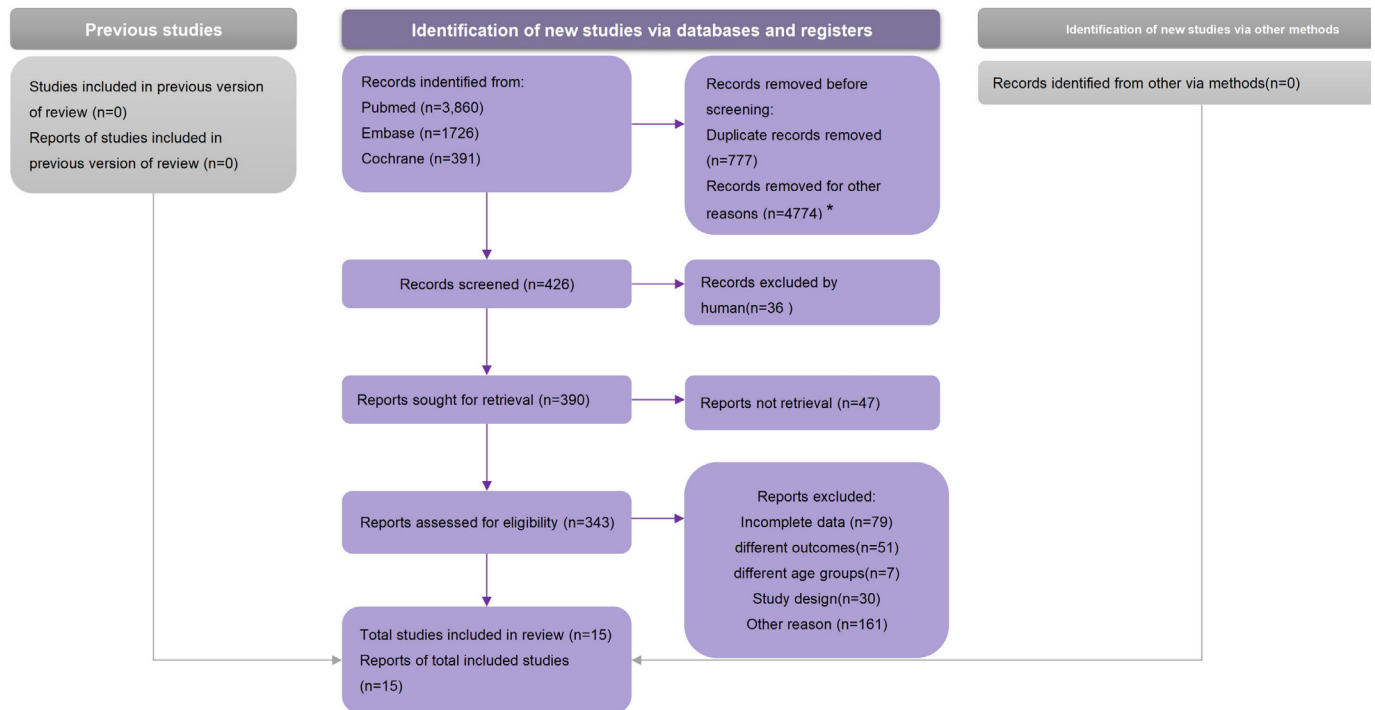 Previous studies
Studies included in previous version
of review (n=0)
Reports of studies included in
previous version of review (n=0)
Identification of new studies via databases and registers
Records indentified from:
Pubmed (n=3,860)
Embase (n=1726)
Cochrane (n=391)
Records removed before
screening:
Duplicate records removed
(n=777)
Records removed for other
reasons (n=4774) *
Identification of new studies via other methods
Records identified from other via methods(n=0)
Records screened (n=426)
Records excluded by
human(n=36 )
Reports sought for retrieval (n=390)
Reports not retrieval (n=47)
Reports assessed for eligibility (n=343)
Reports excluded:
Incomplete data (n=79)
different outcomes(n=51)
different age groups(n=7)
Study design(n=30)
Other reason (n=161)
Total studies included in review (n=15)
Reports of total included studies
(n=15)